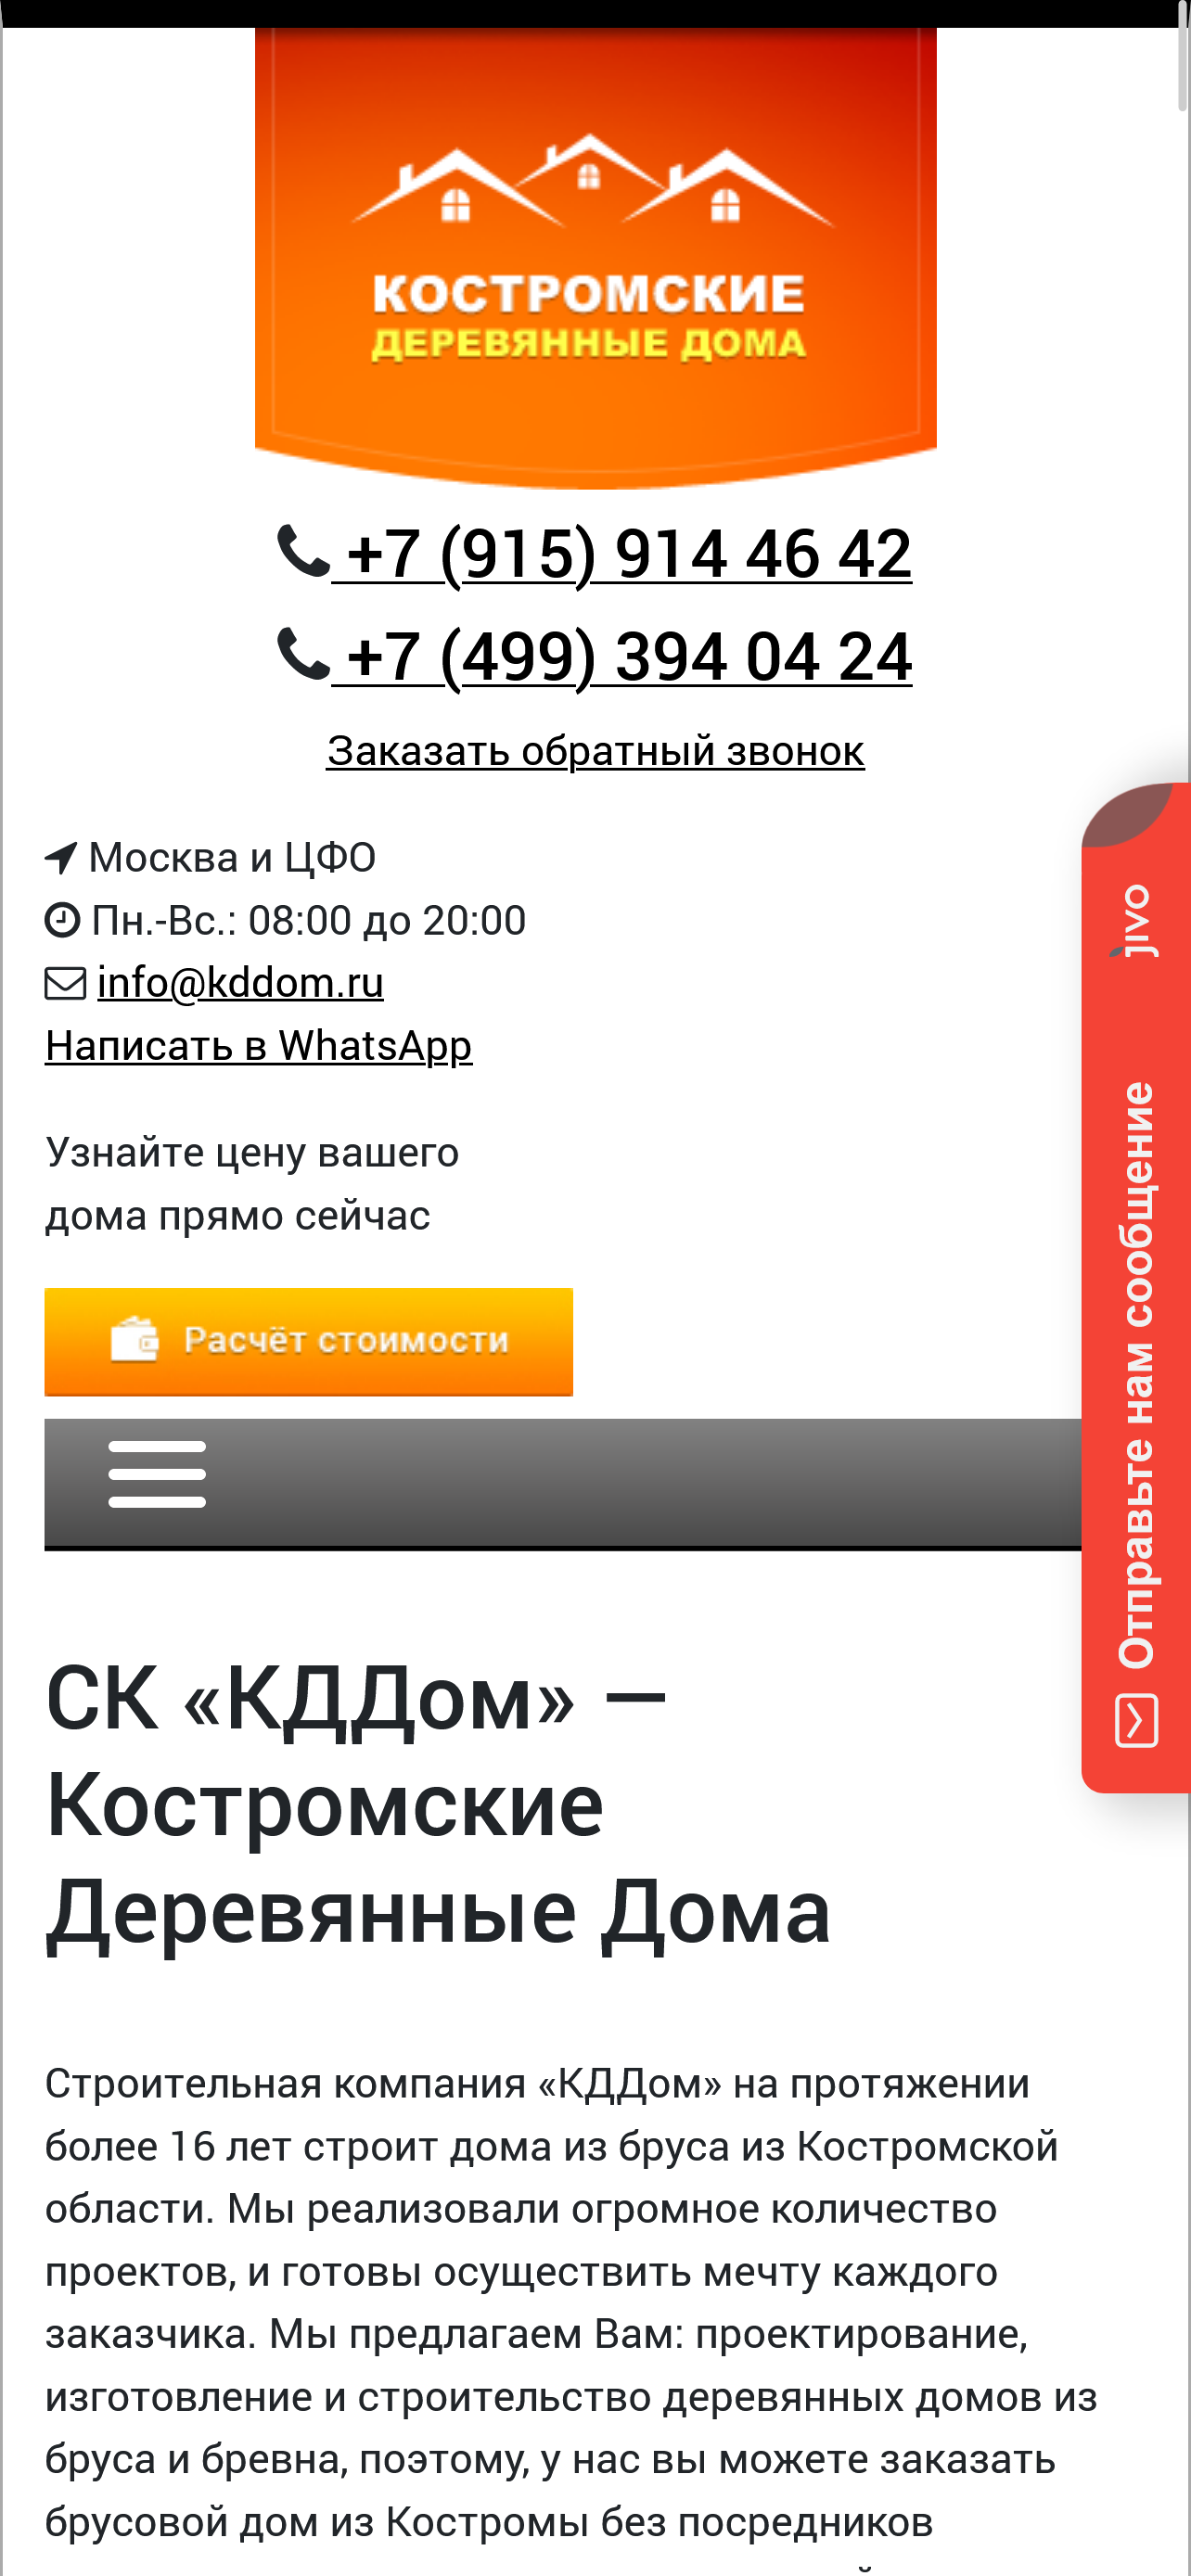 КОСТРОМСКИЕ
ДЕРЕВЯННЫЕ ДОМА
+7 (915) 914 46 42
+7 (499) 394 04 24
Заказать обратный звонок
Москва и ЦФО
Пн.-Вс.: 08:00 до 20:00
info@kddom.ru
Написать в WhatsApp
Узнайте цену вашего
дома прямо сейчас
Расчёт стоимости
jivo
Отправьте нам сообщение
СК «КДДом» —
Костромские
Деревянные Дома
Строительная компания «КДДом» на протяжении
более 16 лет строит дома из бруса из Костромской
области. Мы реализовали огромное количество
проектов, и готовы осуществить мечту каждого
заказчика. Мы предлагаем Вам: проектирование,
изготовление и строительство деревянных домов из
бруса и бревна, поэтому, у нас вы можете заказать
брусовой дом из Костромы без посредников